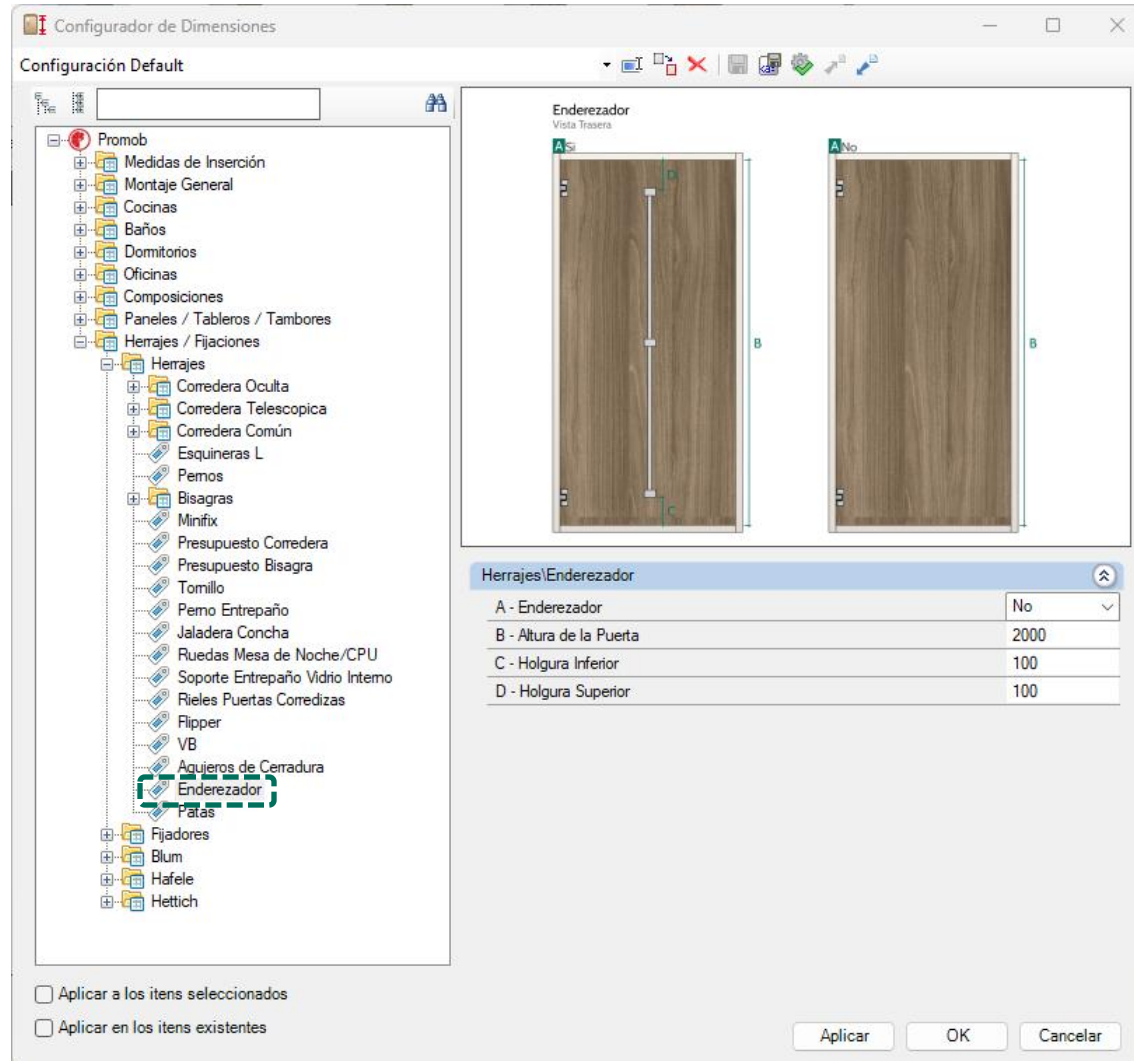 Configurador de Dimensiones
Configuración Default
Promob
Medidas de Inserción
Montaje General
Cocinas
Baños
Dormitorios
Oficinas
Composiciones
Paneles / Tableros / Tambores
Herrajes / Fijaciones
Herrajes
Corredera Oculta
Corredera Telescopica
Corredera Común
Esquineras L
Pernos
Bisagras
Minifix
Presupuesto Corredera
Presupuesto Bisagra
Tornillo
Perno Entrepaño
Jaladera Concha
Ruedas Mesa de Noche/CPU
Soporte Entrepaño Vidrio Interno
Rieles Puertas Corredizas
Flipper
VB
Agujeros de Cerradura
Enderezador
Patas
Fijadores
Blum
Hafele
Hettich
Enderezador
Vista Trasera
A Si
D
B
C
A No
B
Herrajes\Enderezador
A - Enderezador No
B - Altura de la Puerta 2000
C - Holgura Inferior 100
D - Holgura Superior 100
Aplicar a los itens seleccionados
Aplicar en los itens existentes
Aplicar OK Cancelar